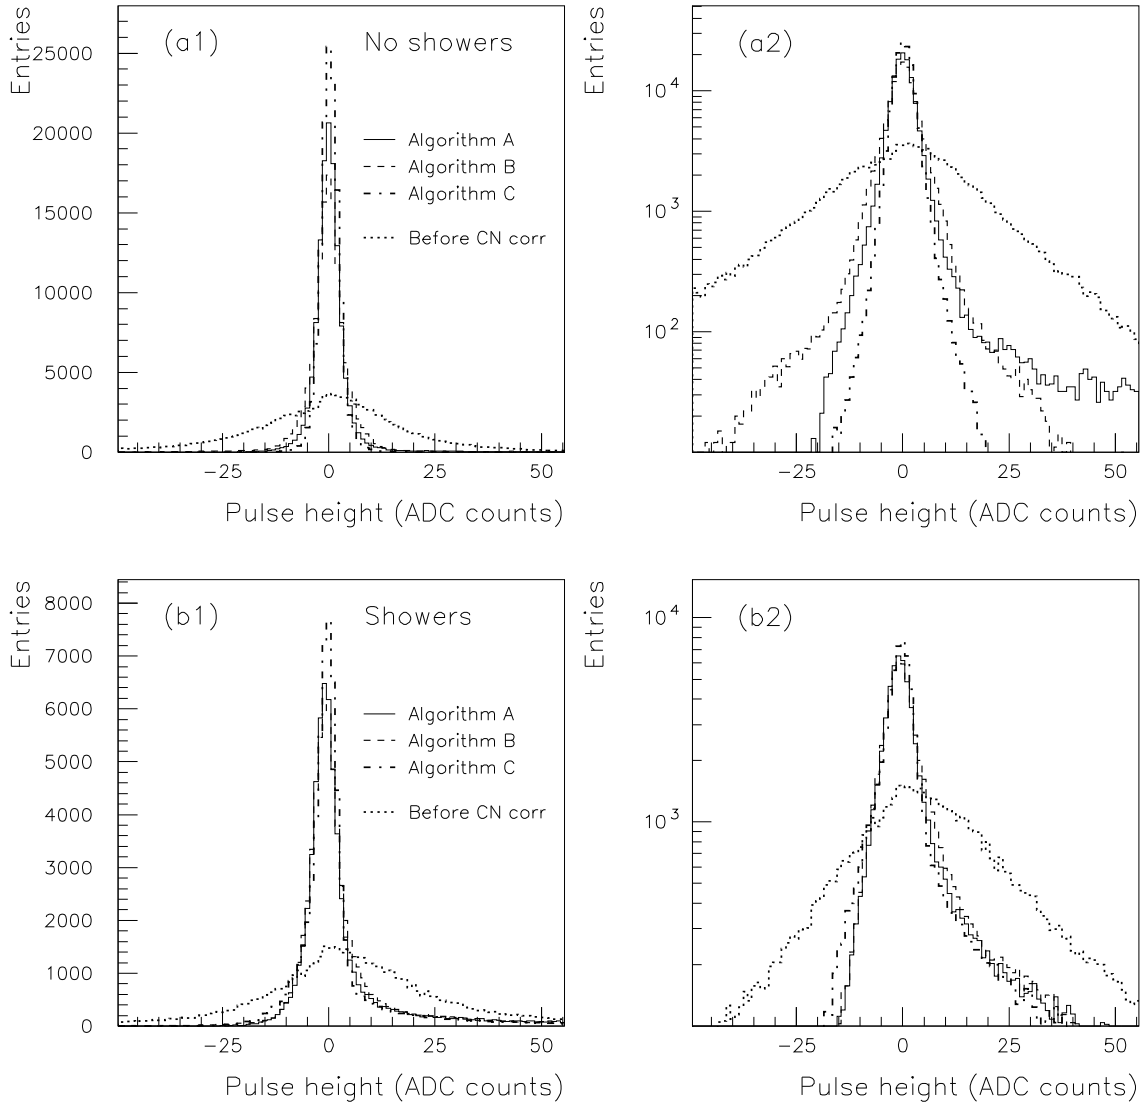 Entries
(a1) No showers
25000
20000
15000
10000
5000
0
Algorithm A
Algorithm B
Algorithm C
Before CN corr
−25 0 25 50
Pulse height (ADC counts)
Entries
(a2)
10^4
10^3
10^2
−25 0 25 50
Pulse height (ADC counts)
Entries
(b1) Showers
8000
7000
6000
5000
4000
3000
2000
1000
0
Algorithm A
Algorithm B
Algorithm C
Before CN corr
−25 0 25 50
Pulse height (ADC counts)
Entries
(b2)
10^4
10^3
−25 0 25 50
Pulse height (ADC counts)